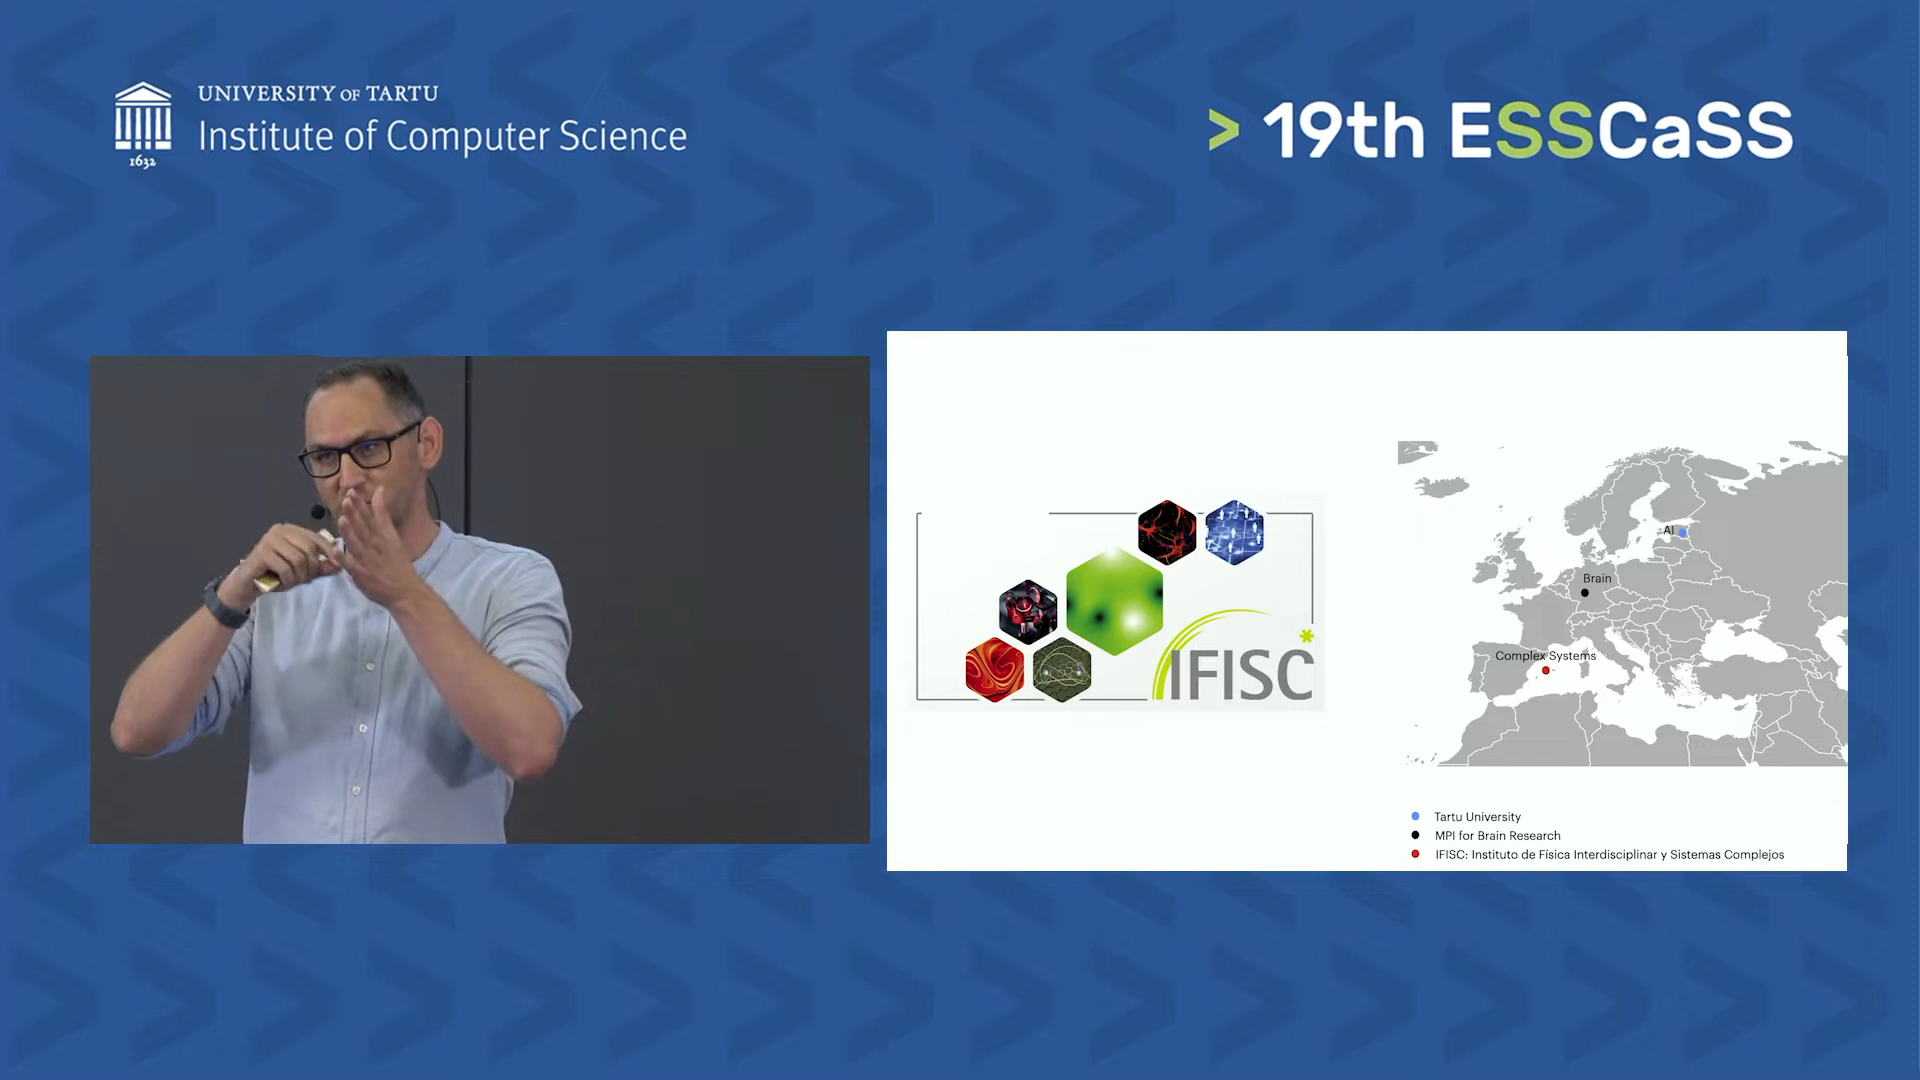 UNIVERSITY OF TARTU
Institute of Computer Science
1632
> 19th ESSCaSS
IFISC
AI
Brain
Complex Systems
Tartu University
MPI for Brain Research
IFISC: Instituto de Física Interdisciplinar y Sistemas Complejos